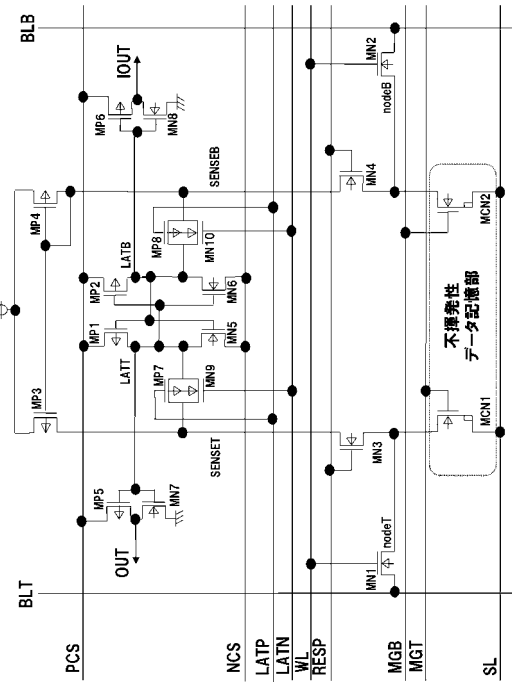 BLB
BLT
PCS
NCS
LATP
LATN
WL
RESP
MGB
MGT
SL
MP4
MP3
MP6
MN8
IOUT
SENSEB
MP8
MN10
LATB
MP2
MN6
MP1
MN5
LATT
MP7
MN9
SENSET
MP5
MN7
OUT
MN2
nodeB
MN4
MCN2
不揮発性
データ記憶部
MCN1
MN3
nodeT
MN1